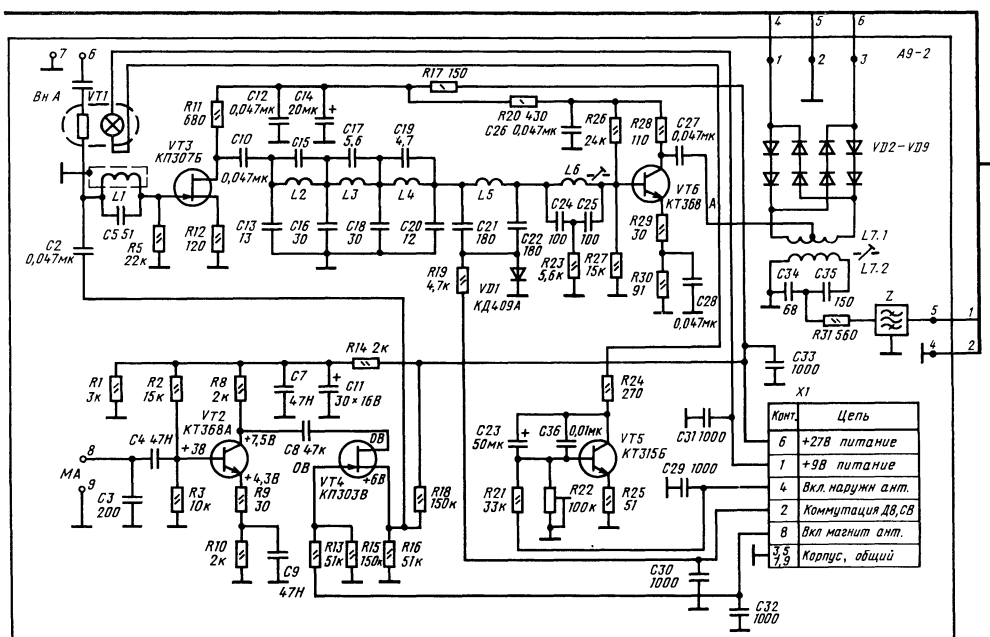 4 5 6
7 6
Вн А
VT1
R11 680
C12 0,047мк
C14 20мк +
R17 150
1 2 3
А9-2
R20 430
C26 0,047мк
R26 24к
R28 110
C27 0,047мк
VD2-VD9
C10 0,047мк
C15
C17 5,6
C19 4,7
VT3 КП307Б
L1
C5 51
L2
L3
L4
L5
L6
VT6 КТ368 А
C2 0,047мк
R5 22к
R12 120
C13 13
C16 30
C18 30
C20 12
C21 180
C22 180
C24 100
C25 100
R29 30
L7.1
L7.2
R19 4,7к
VD1 КД409А
R23 5,6к
R27 15к
R30 91
C28 0,047мк
C34 68
C35 150
Z
R31 560
5 1
4 2
R14 2к
R1 3к
R2 15к
R8 2к
C7 47Н
C11 30×16В +
R24 270
C33 1000
VT2 КТ368А
+7,5В
C8 47к
0В
C23 50мк +
C36 0,01мк
C31 1000
8
МА
9
C4 47Н
+3В
+4,3В
0В
+6В
VT4 КП303В
VT5 КТ315Б
C29 1000
C3 200
R3 10к
R9 30
R18 150к
R21 33к
R22 100к
R25 51
R10 2к
C9 47Н
R13 51к
R15 150к
R16 51к
C30 1000
C32 1000
X1
Конт. Цепь
6 +27В питание
1 +9В питание
4 Вкл. наружн ант.
2 Коммутация ДВ,СВ
8 Вкл магнит ант.
3,5 7,9 Корпус, общий